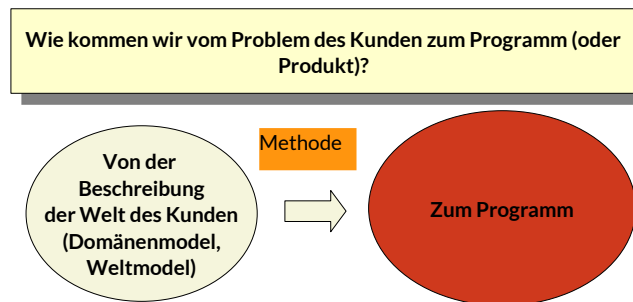 Wie kommen wir vom Problem des Kunden zum Programm (oder
Produkt)?
Methode
Von der
Beschreibung
der Welt des Kunden
(Domänenmodel,
Weltmodel)
Zum Programm